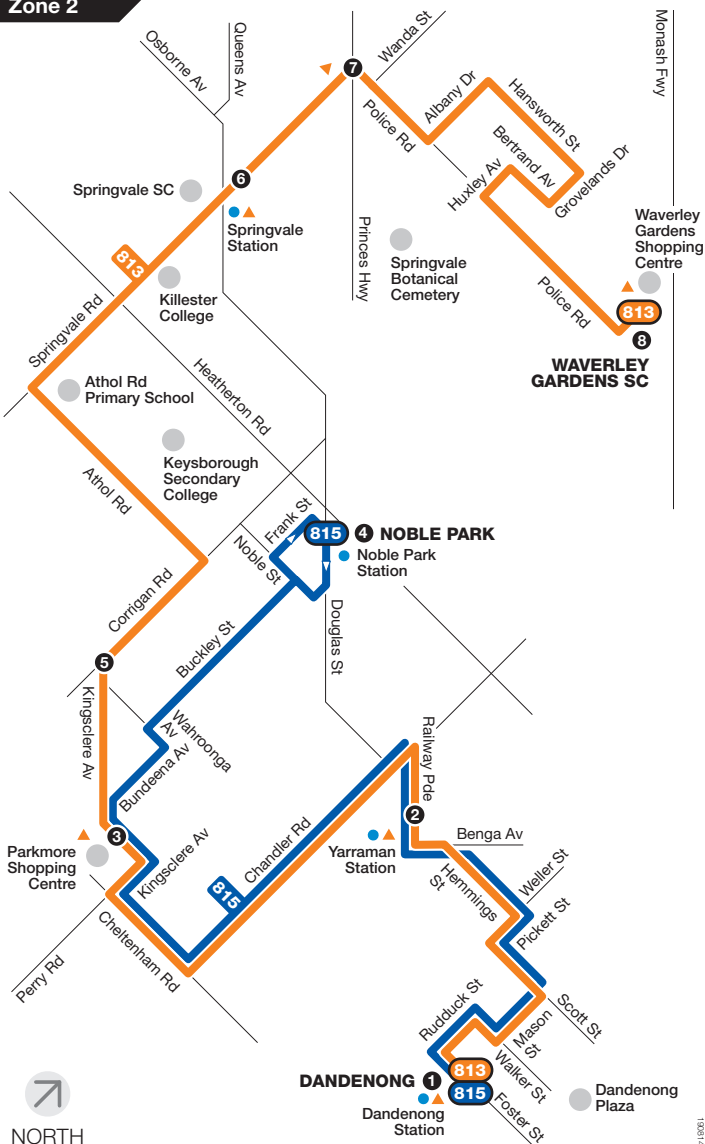 Zone 2
Osborne Av
Queens Av
Wanda St
Monash Fwy
7
Police Rd
Albany Dr
Hansworth St
Bertrand Av
Grovelands Dr
Huxley Av
6
Springvale SC
Springvale
Station
Princes Hwy
Springvale
Botanical
Cemetery
Waverley
Gardens
Shopping
Centre
Police Rd
813
8
WAVERLEY
GARDENS SC
813
Killester
College
Springvale Rd
Athol Rd
Primary School
Heatherton Rd
Keysborough
Secondary
College
Athol Rd
Frank St
815
4
NOBLE PARK
Noble Park
Station
Noble St
Corrigan Rd
Buckley St
Douglas St
5
Kingsclere Av
Wahroonga
Av
Bundeena Av
Railway Pde
2
Benga Av
3
Parkmore
Shopping
Centre
Kingsclere Av
Chandler Rd
815
Yarraman
Station
Hemmings
St
Weller St
Pickett St
Perry Rd
Cheltenham Rd
Rudduck St
Scott St
Mason
St
Walker St
DANDENONG
1
813
815
Foster St
Dandenong
Station
Dandenong
Plaza
NORTH